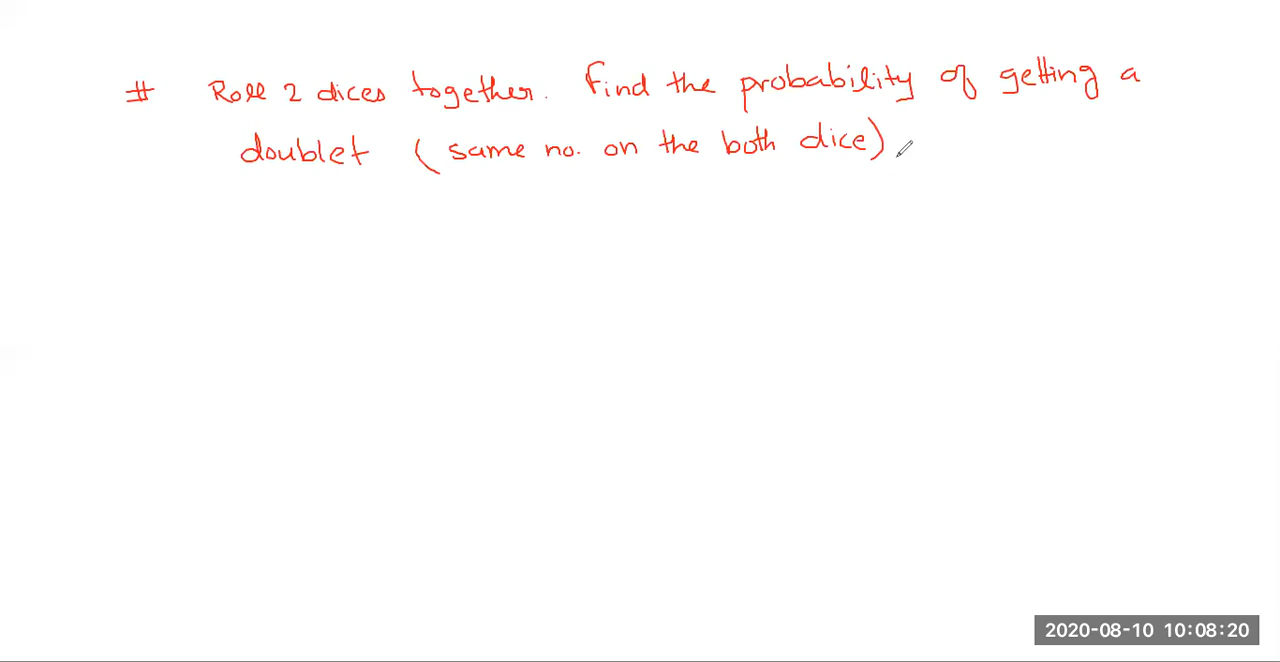 # Roll 2 dices together. Find the probability of getting a
doublet (same no. on the both dice)
2020-08-10 10:08:20